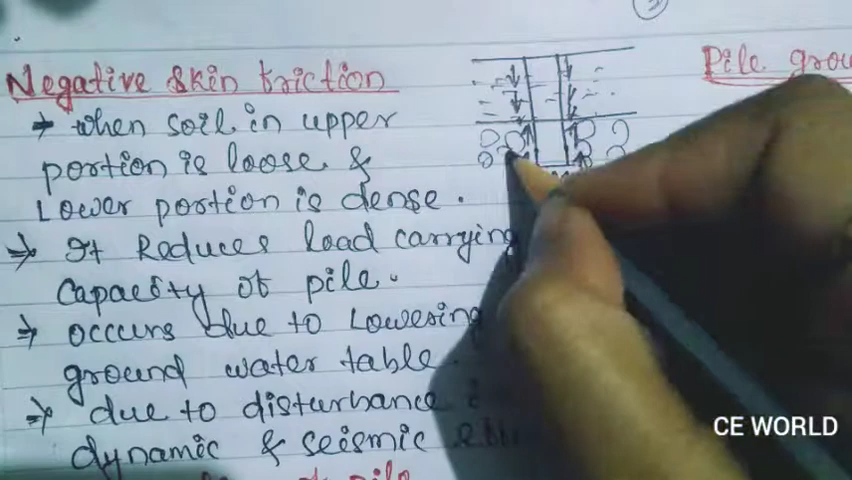 Negative Skin friction
→ when soil in upper
portion is loose &
Lower portion is dense.
⇒ It Reduces load carrying
Capacity of pile.
⇒ occurs due to Lowering
ground water table.
⇒ due to disturbance
dynamic & seismic
pile
Pile grou
CE WORLD